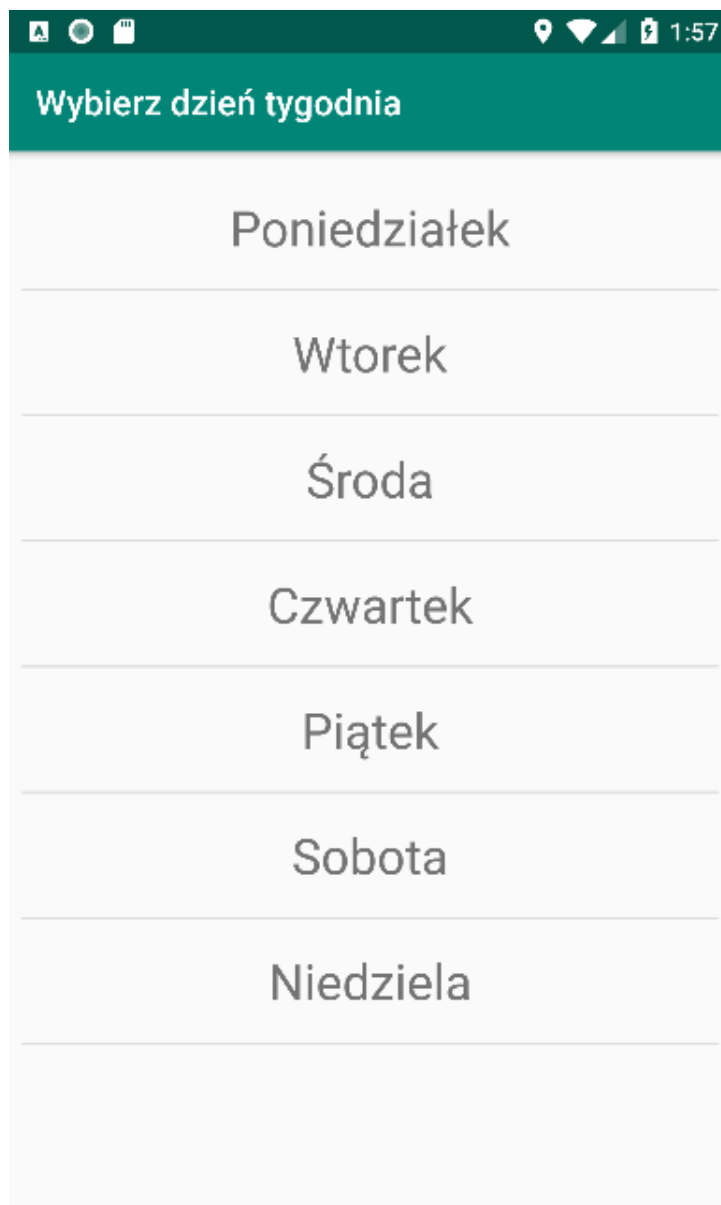 1:57
Wybierz dzień tygodnia
Poniedziałek
Wtorek
Środa
Czwartek
Piątek
Sobota
Niedziela